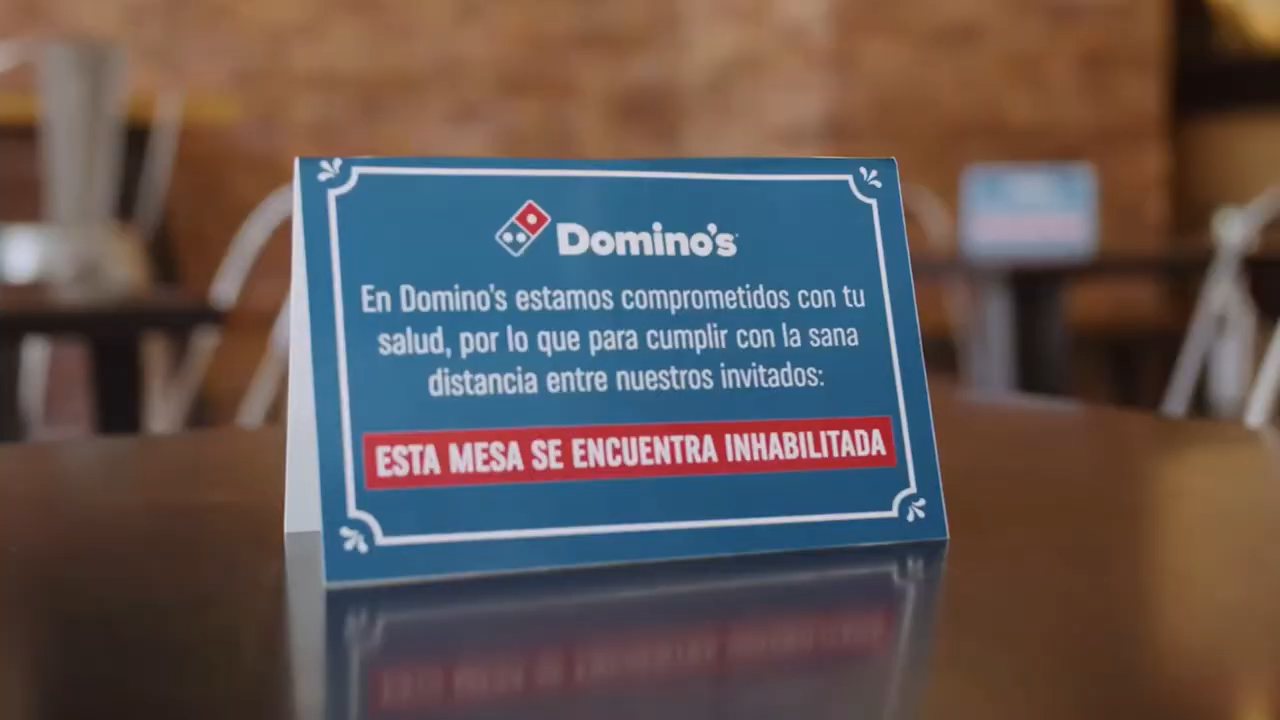 Domino's
En Domino's estamos comprometidos con tu
salud, por lo que para cumplir con la sana
distancia entre nuestros invitados:
ESTA MESA SE ENCUENTRA INHABILITADA